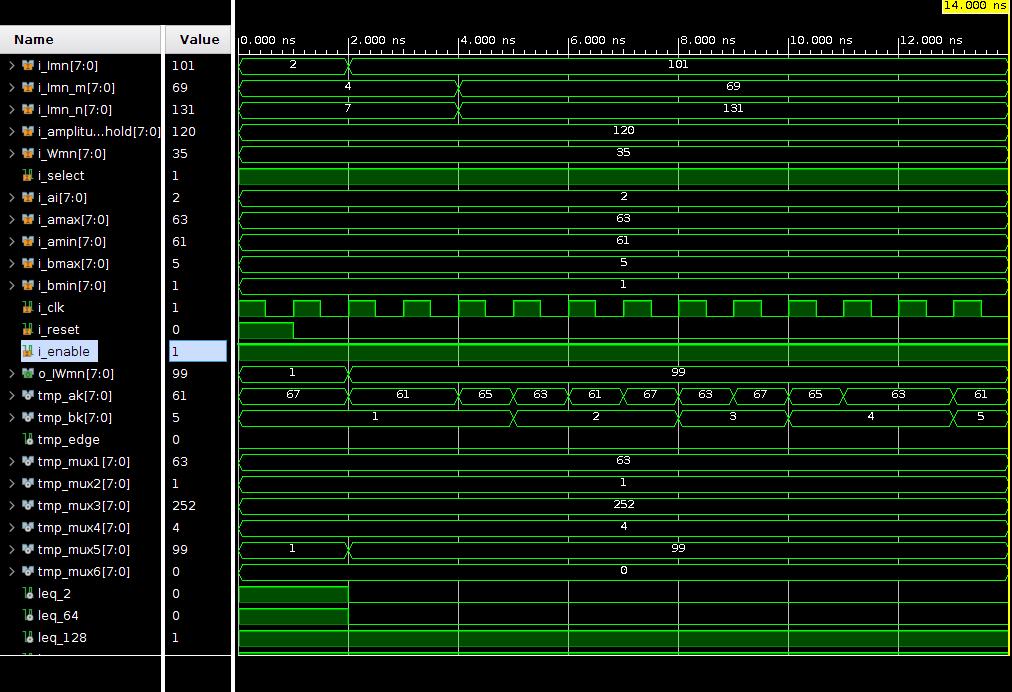 14.000 ns
Name Value 0.000 ns 2.000 ns 4.000 ns 6.000 ns 8.000 ns 10.000 ns 12.000 ns
i_Imn[7:0] 101 2 101
i_Imn_m[7:0] 69 4 69
i_Imn_n[7:0] 131 7 131
i_amplitu...hold[7:0] 120 120
i_Wmn[7:0] 35 35
i_select 1
i_ai[7:0] 2 2
i_amax[7:0] 63 63
i_amin[7:0] 61 61
i_bmax[7:0] 5 5
i_bmin[7:0] 1 1
i_clk 1
i_reset 0
i_enable 1
o_IWmn[7:0] 99 1 99
tmp_ak[7:0] 61 67 61 65 63 61 67 63 67 65 63 61
tmp_bk[7:0] 5 1 2 3 4 5
tmp_edge 0
tmp_mux1[7:0] 63 63
tmp_mux2[7:0] 1 1
tmp_mux3[7:0] 252 252
tmp_mux4[7:0] 4 4
tmp_mux5[7:0] 99 1 99
tmp_mux6[7:0] 0 0
leq_2 0
leq_64 0
leq_128 1